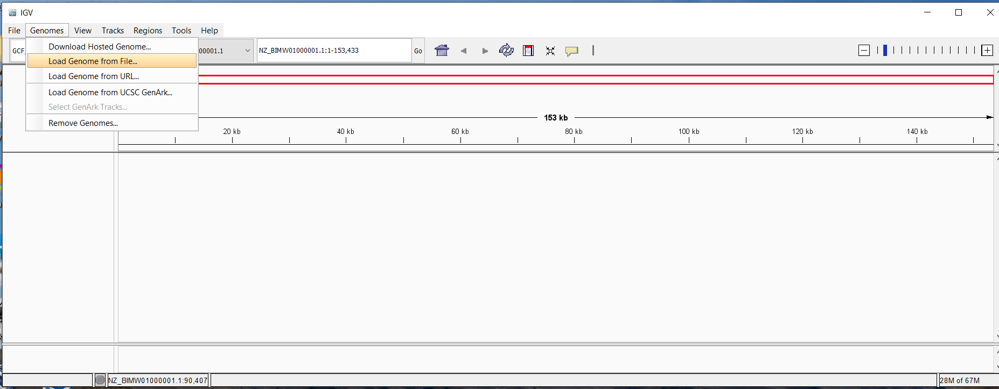 IGV
File Genomes View Tracks Regions Tools Help
GCF_ 00001.1 NZ_BIMW01000001.1:1-153,433 Go
Download Hosted Genome...
Load Genome from File...
Load Genome from URL...
Load Genome from UCSC GenArk...
Select GenArk Tracks...
Remove Genomes...
153 kb
20 kb 40 kb 60 kb 80 kb 100 kb 120 kb 140 kb
NZ_BIMW01000001.1:90,407 28M of 67M